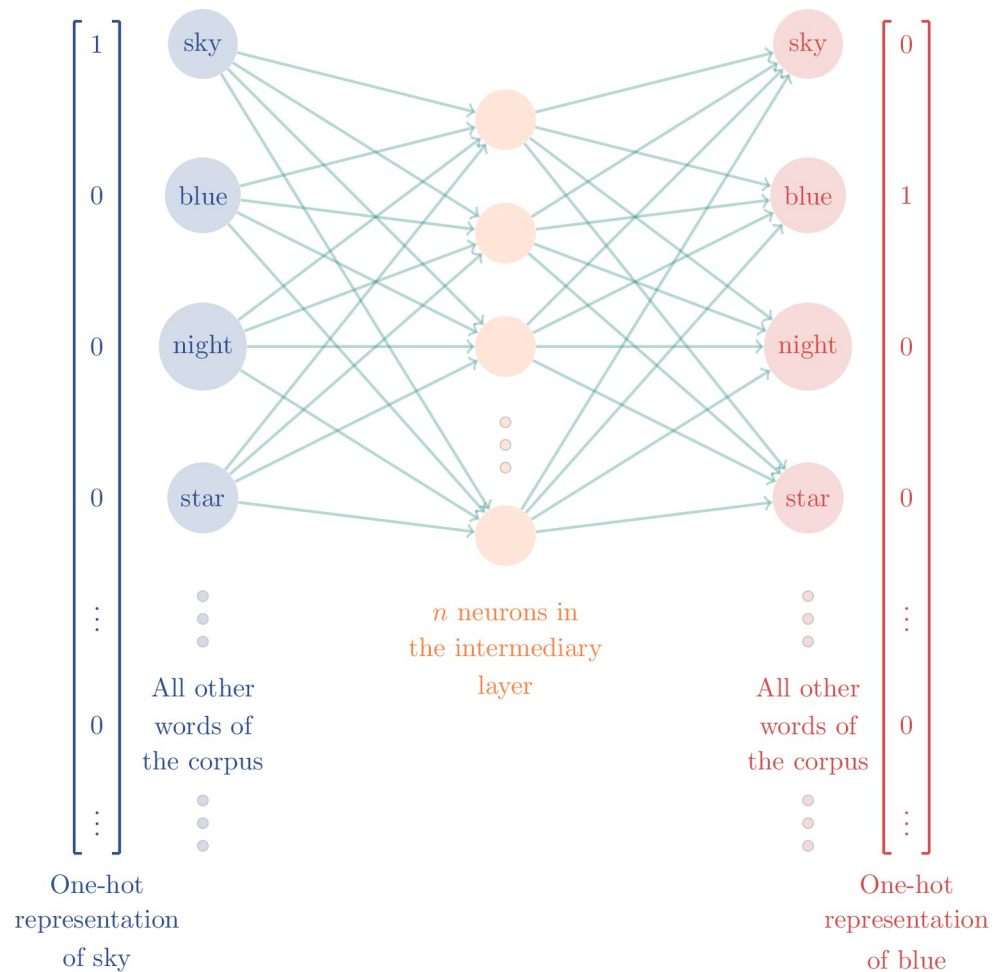 1
0
0
0
⋮
0
⋮
One-hot
representation
of sky
sky
blue
night
star
All other
words of
the corpus
n neurons in
the intermediary
layer
sky
blue
night
star
All other
words of
the corpus
0
1
0
0
⋮
0
⋮
One-hot
representation
of blue